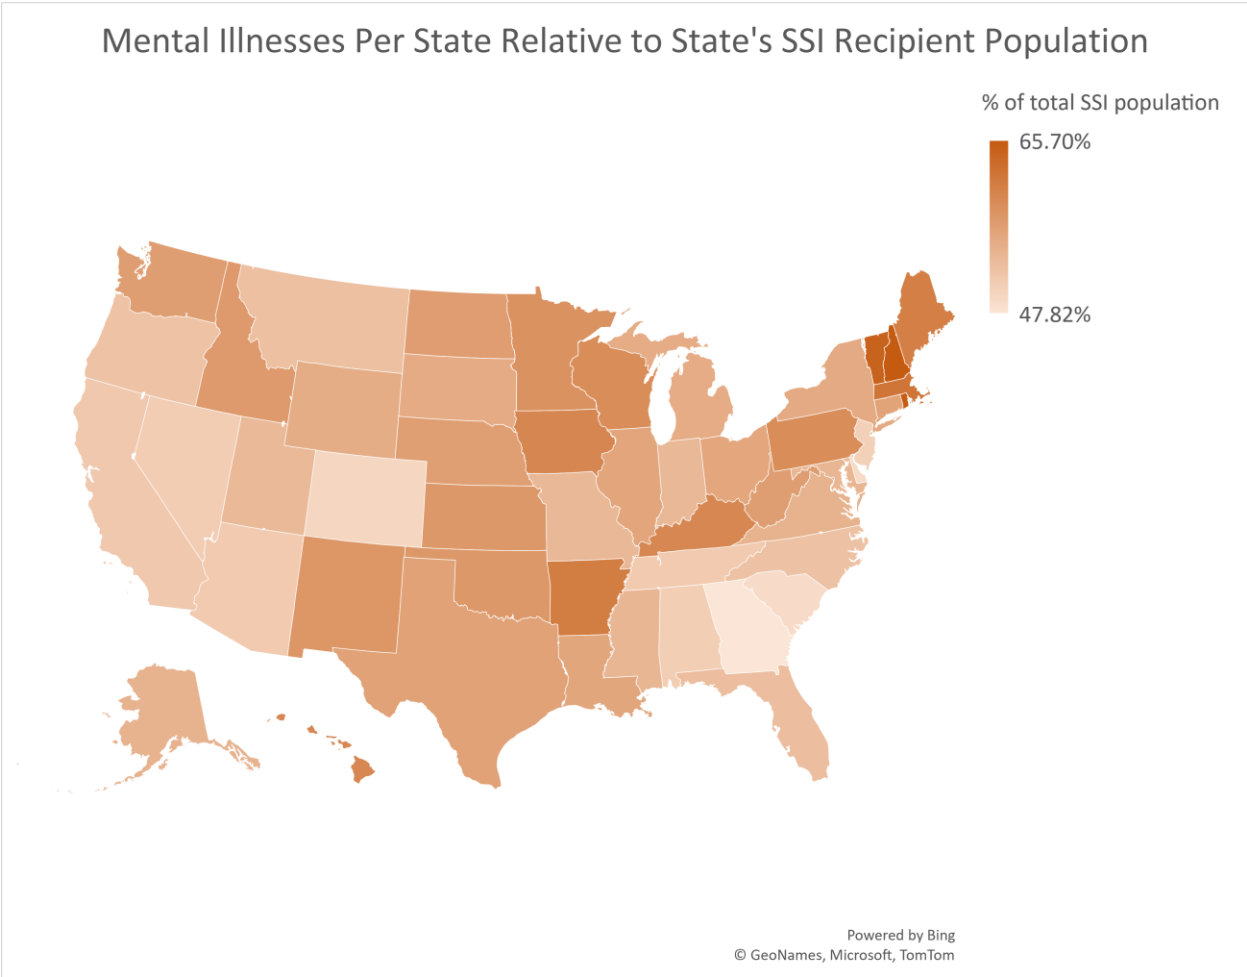 Mental Illnesses Per State Relative to State's SSI Recipient Population
% of total SSI population
65.70%
47.82%
Powered by Bing
© GeoNames, Microsoft, TomTom